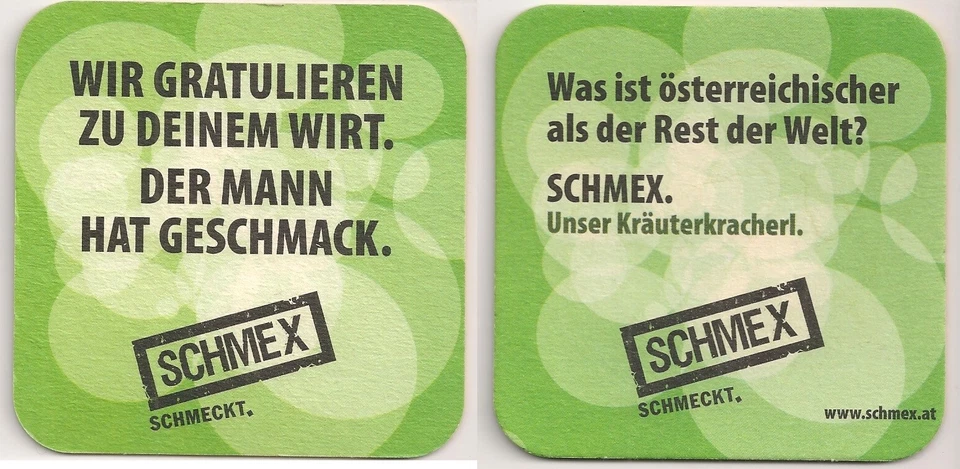 WIR GRATULIEREN
ZU DEINEM WIRT.
DER MANN
HAT GESCHMACK.
SCHMEX
SCHMECKT.
Was ist österreichischer
als der Rest der Welt?
SCHMEX.
Unser Kräuterkracherl.
SCHMEX
SCHMECKT.
www.schmex.at